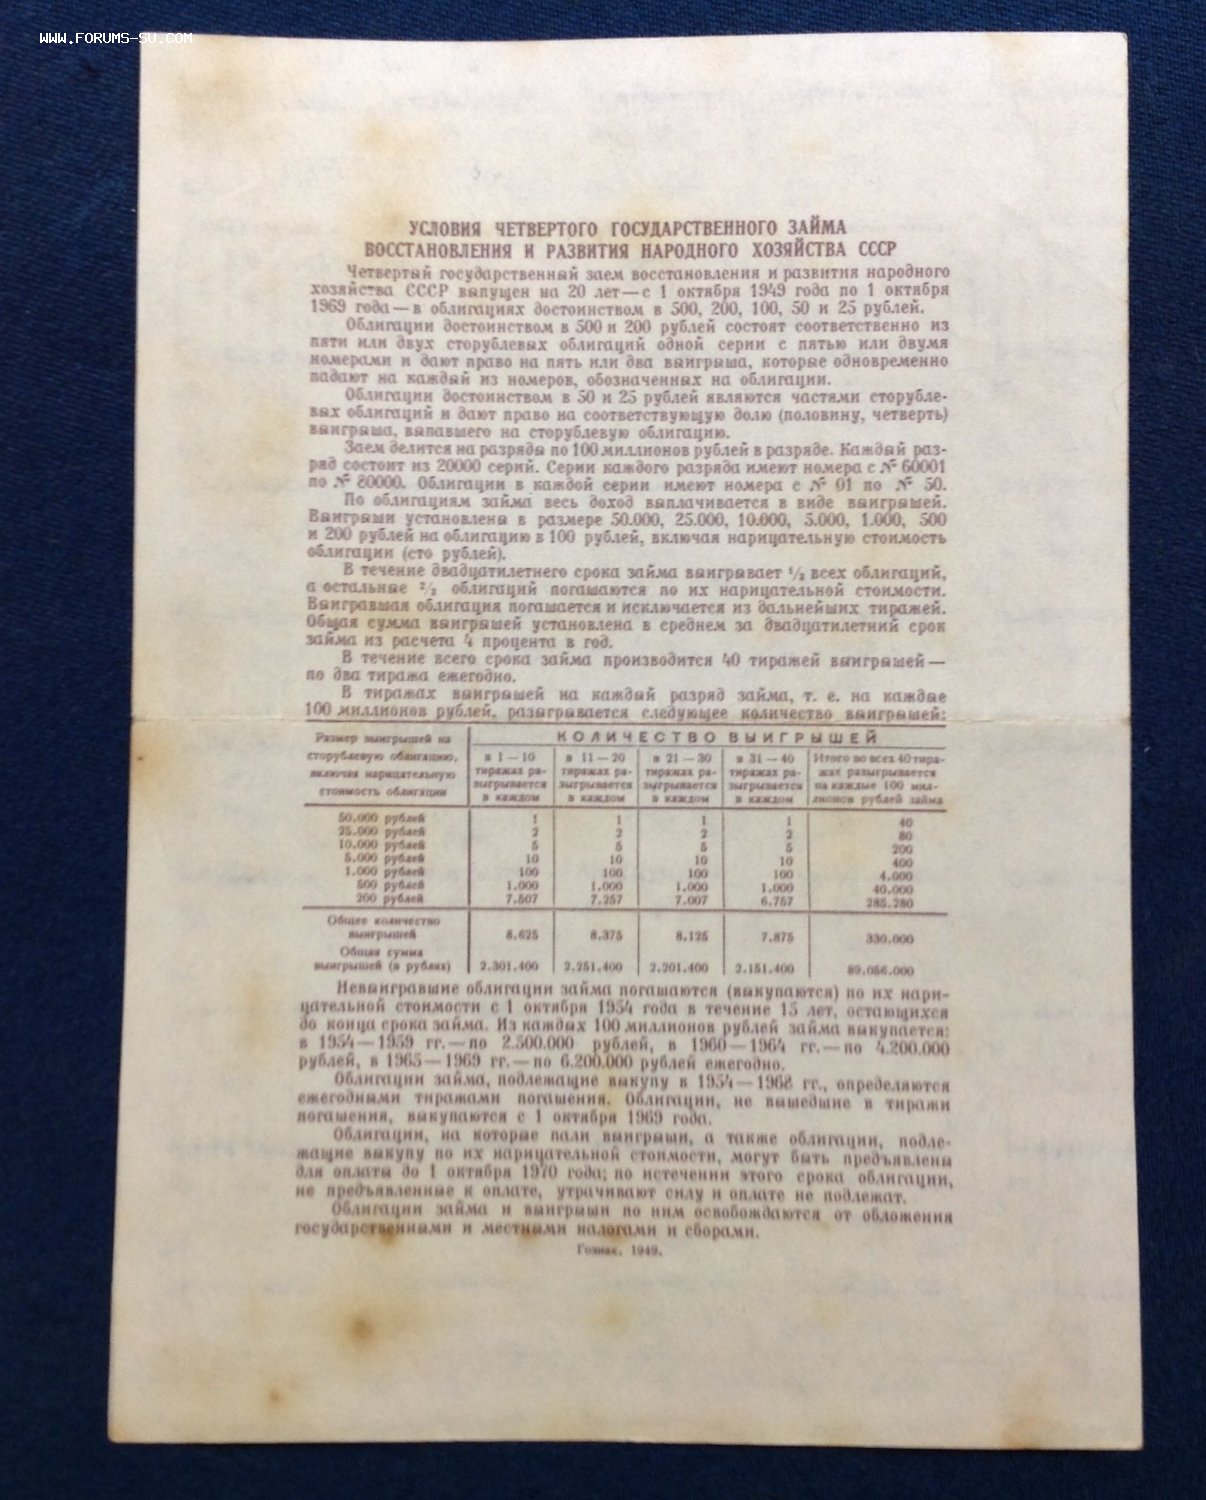 www.forums-su.com
УСЛОВИЯ ЧЕТВЕРТОГО ГОСУДАРСТВЕННОГО ЗАЙМА
ВОССТАНОВЛЕНИЯ И РАЗВИТИЯ НАРОДНОГО ХОЗЯЙСТВА СССР
Четвертый государственный заем восстановления и развития народного
хозяйства СССР выпущен на 20 лет — с 1 октября 1949 года по 1 октября
1969 года — в облигациях достоинством в 500, 200, 100, 50 и 25 рублей.
Облигации достоинством в 500 и 200 рублей состоят соответственно из
пяти или двух сторублевых облигаций одной серии с пятью или двумя
номерами и дают право на пять или два выигрыша, которые одновременно
падают на каждый из номеров, обозначенных на облигации.
Облигации достоинством в 50 и 25 рублей являются частями сторубле-
вых облигаций и дают право на соответствующую долю (половину, четверть)
выигрыша, выпавшего на сторублевую облигацию.
Заем делится на разряды по 100 миллионов рублей в разряде. Каждый раз-
ряд состоит из 20000 серий. Серии каждого разряда имеют номера с № 60001
по № 80000. Облигации в каждой серии имеют номера с № 01 по № 50.
По облигациям займа весь доход выплачивается в виде выигрышей.
Выигрыши установлены в размере 50.000, 25.000, 10.000, 5.000, 1.000, 500
и 200 рублей на облигацию в 100 рублей, включая нарицательную стоимость
облигации (сто рублей).
В течение двадцатилетнего срока займа выигрывает 1/3 всех облигаций,
а остальные 2/3 облигаций погашаются по их нарицательной стоимости.
Выигравшая облигация погашается и исключается из дальнейших тиражей.
Общая сумма выигрышей установлена в среднем за двадцатилетний срок
займа из расчета 4 процента в год.
В течение всего срока займа производится 40 тиражей выигрышей —
по два тиража ежегодно.
В тиражах выигрышей на каждый разряд займа, т. е. на каждые
100 миллионов рублей, разыгрывается следующее количество выигрышей:
Размер выигрышей на
сторублевую облигацию,
включая нарицательную
стоимость облигации
КОЛИЧЕСТВО ВЫИГРЫШЕЙ
в 1 — 10
тиражах ра-
зыгрывается
в каждом
в 11 — 20
тиражах ра-
зыгрывается
в каждом
в 21 — 30
тиражах ра-
зыгрывается
в каждом
в 31 — 40
тиражах ра-
зыгрывается
в каждом
Итого во всех 40 тира-
жах разыгрывается
на каждые 100 мил-
лионов рублей займа
50.000 рублей 1 1 1 1 40
25.000 рублей 2 2 2 2 80
10.000 рублей 5 5 5 5 200
5.000 рублей 10 10 10 10 400
1.000 рублей 100 100 100 100 4.000
500 рублей 1.000 1.000 1.000 1.000 40.000
200 рублей 7.507 7.257 7.007 6.757 285.280
Общее количество
выигрышей 8.625 8.375 8.125 7.875 330.000
Общая сумма
выигрышей (в рублях) 2.301.400 2.251.400 2.201.400 2.151.400 89.056.000
Невыигравшие облигации займа погашаются (выкупаются) по их нари-
цательной стоимости с 1 октября 1954 года в течение 15 лет, остающихся
до конца срока займа. Из каждых 100 миллионов рублей займа выкупается:
в 1954 — 1959 гг. — по 2.500.000 рублей, в 1960 — 1964 гг. — по 4.200.000
рублей, в 1965 — 1969 гг. — по 6.200.000 рублей ежегодно.
Облигации займа, подлежащие выкупу в 1954 — 1968 гг., определяются
ежегодными тиражами погашения. Облигации, не вышедшие в тиражи
погашения, выкупаются с 1 октября 1969 года.
Облигации, на которые пали выигрыши, а также облигации, подле-
жащие выкупу по их нарицательной стоимости, могут быть предъявлены
для оплаты до 1 октября 1970 года; по истечении этого срока облигации,
не предъявленные к оплате, утрачивают силу и оплате не подлежат.
Облигации займа и выигрыши по ним освобождаются от обложения
государственными и местными налогами и сборами.
Гознак. 1949.